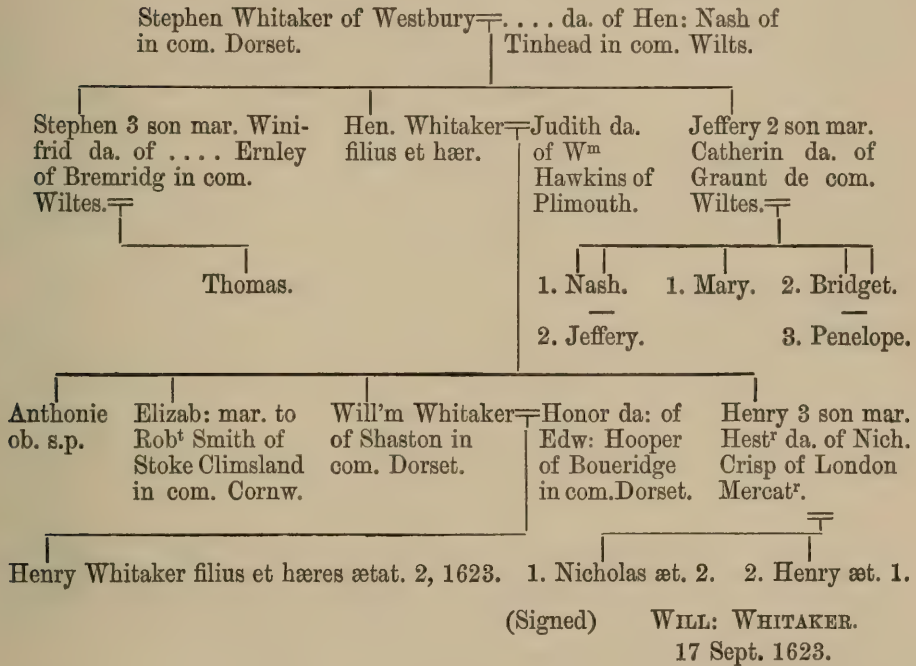 Stephen Whitaker of Westbury=. . . . da. of Hen: Nash of
in com. Dorset. Tinhead in com. Wilts.
Stephen 3 son mar. Wini-
frid da. of . . . . Ernley
of Bremridg in com.
Wiltes.=
Hen. Whitaker=Judith da.
filius et hær. of Wᵐ
Hawkins of
Plimouth.
Jeffery 2 son mar.
Catherin da. of
Graunt de com.
Wiltes.=
Thomas.
1. Nash. 1. Mary. 2. Bridget.
2. Jeffery. 3. Penelope.
Anthonie
ob. s.p.
Elizab: mar. to
Robᵗ Smith of
Stoke Climsland
in com. Cornw.
Will'm Whitaker=Honor da: of
of Shaston in Edw: Hooper
com. Dorset. of Boueridge
in com.Dorset.
Henry 3 son mar.
Hestʳ da. of Nich.
Crisp of London
Mercatʳ.
Henry Whitaker filius et hæres ætat. 2, 1623. 1. Nicholas æt. 2. 2. Henry æt. 1.
(Signed) WILL: WHITAKER.
17 Sept. 1623.